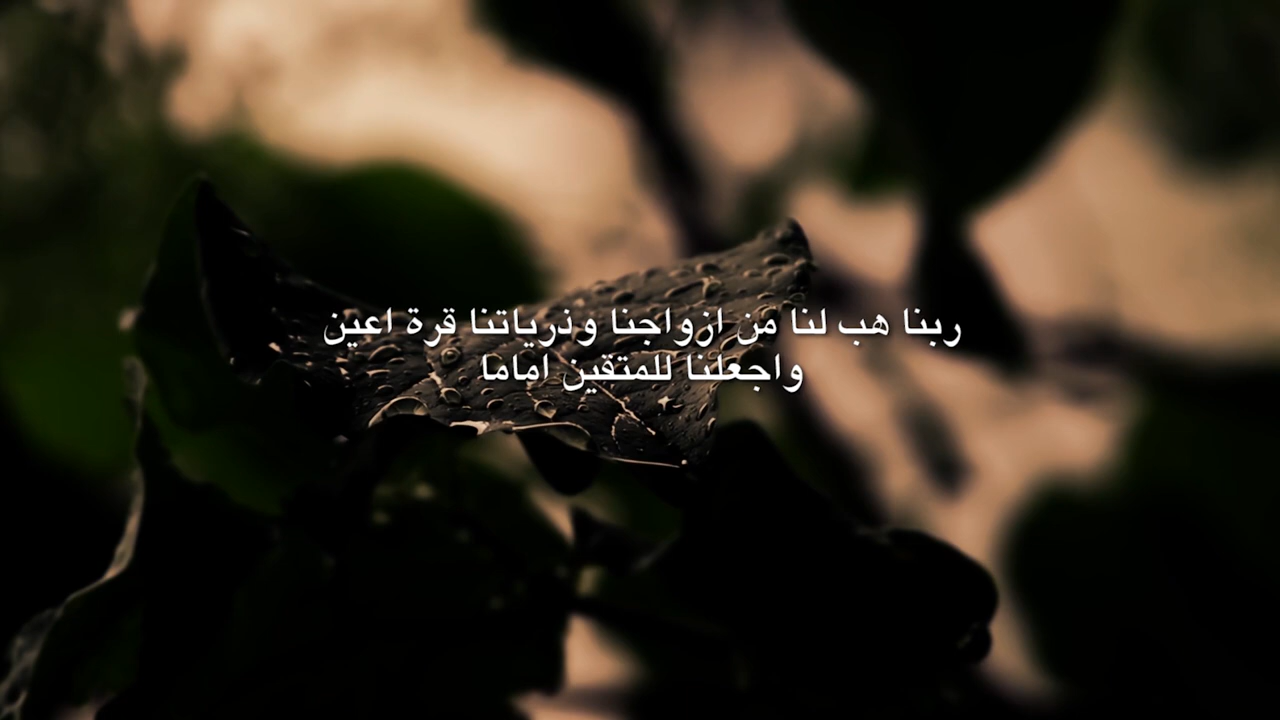 ربنا هب لنا من ازواجنا وذرياتنا قرة اعين
واجعلنا للمتقين اماما